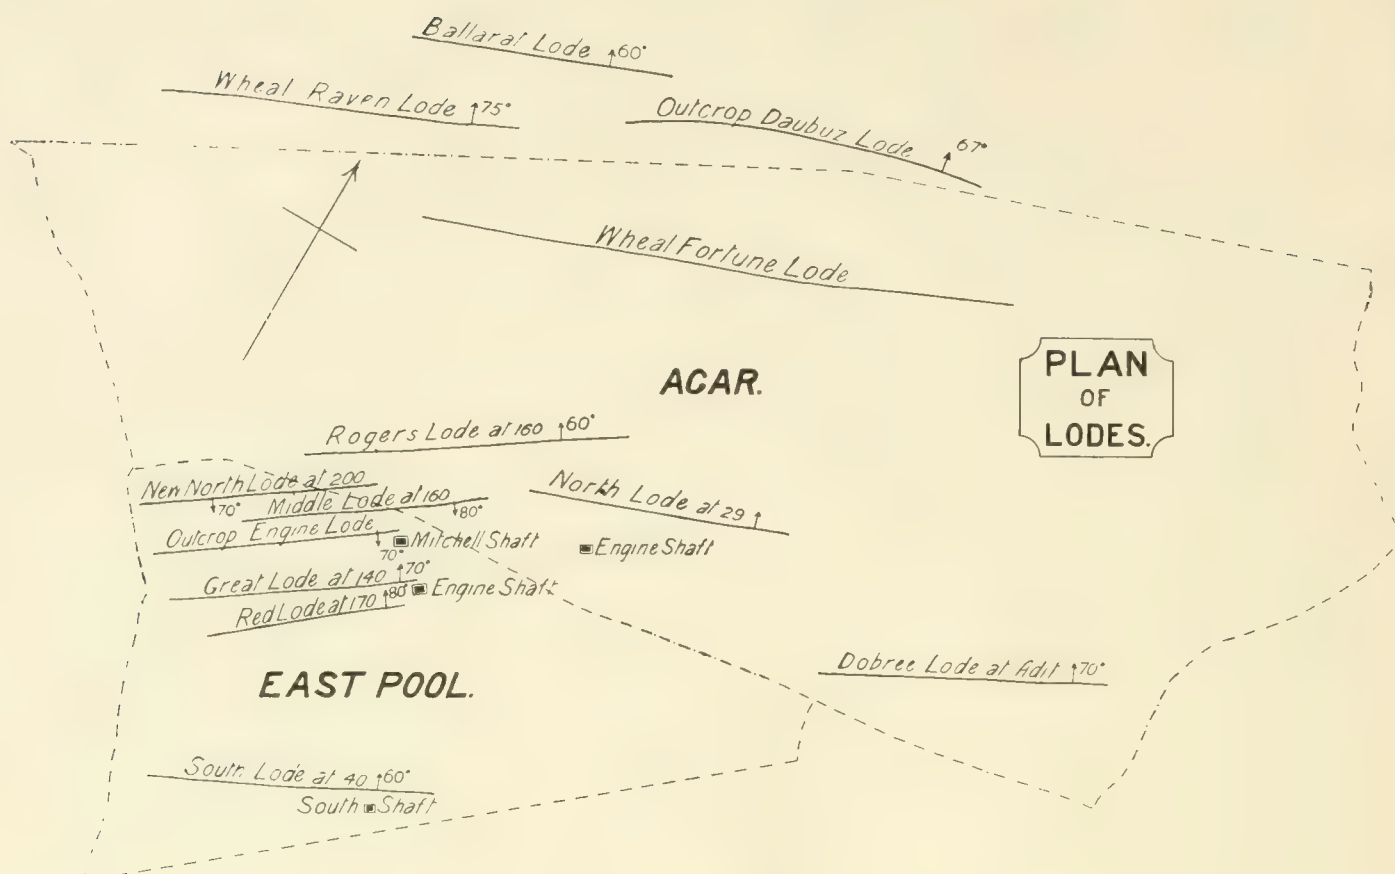 Ballarat Lode 60°
Wheal Raven Lode 75°
Outcrop Daubuz Lode 67°
Wheal Fortune Lode
ACAR.
PLAN
OF
LODES.
Rogers Lode at 160 60°
New North Lode at 200
70°
Middle Lode at 160
80°
North Lode at 29
Outcrop Engine Lode
70°
Mitchell Shaft
Engine Shaft
Great Lode at 140 70°
Engine Shaft
Red Lode at 170 80°
EAST POOL.
Dobree Lode at Adit 70°
South Lode at 40 60°
South Shaft